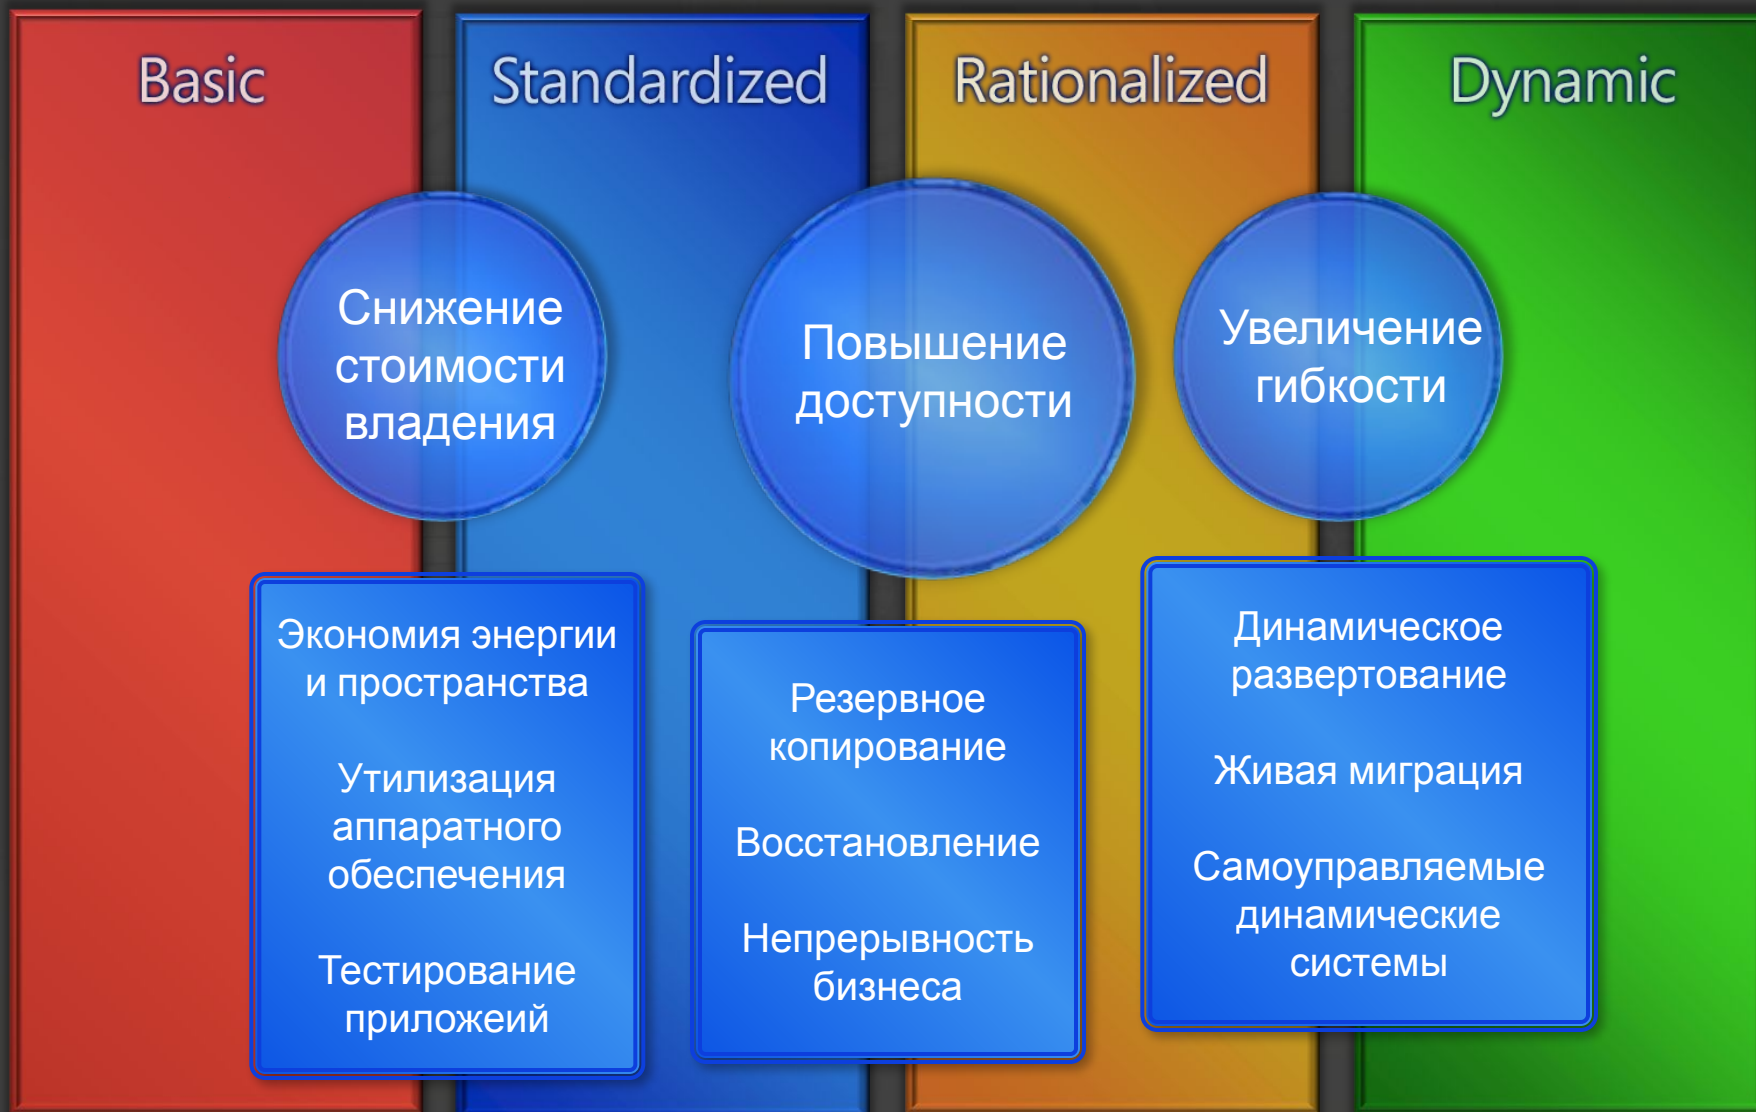 Basic
Standardized
Rationalized
Dynamic
Снижение
стоимости
владения
Повышение
доступности
Увеличение
гибкости
Экономия энергии
и пространства
Утилизация
аппаратного
обеспечения
Тестирование
приложеий
Резервное
копирование
Восстановление
Непрерывность
бизнеса
Динамическое
развертование
Живая миграция
Самоуправляемые
динамические
системы